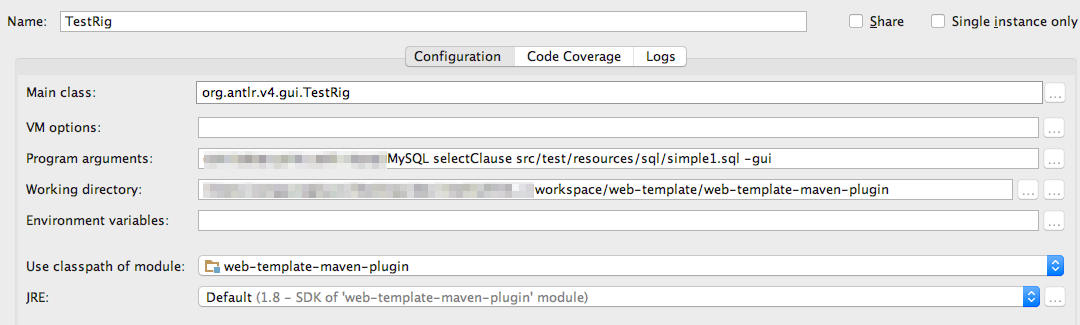 Name: TestRig Share Single instance only
Configuration Code Coverage Logs
Main class: org.antlr.v4.gui.TestRig ...
VM options: ...
Program arguments: MySQL selectClause src/test/resources/sql/simple1.sql -gui ...
Working directory: workspace/web-template/web-template-maven-plugin ... ...
Environment variables: ...
Use classpath of module: web-template-maven-plugin
JRE: Default (1.8 – SDK of 'web-template-maven-plugin' module) ...